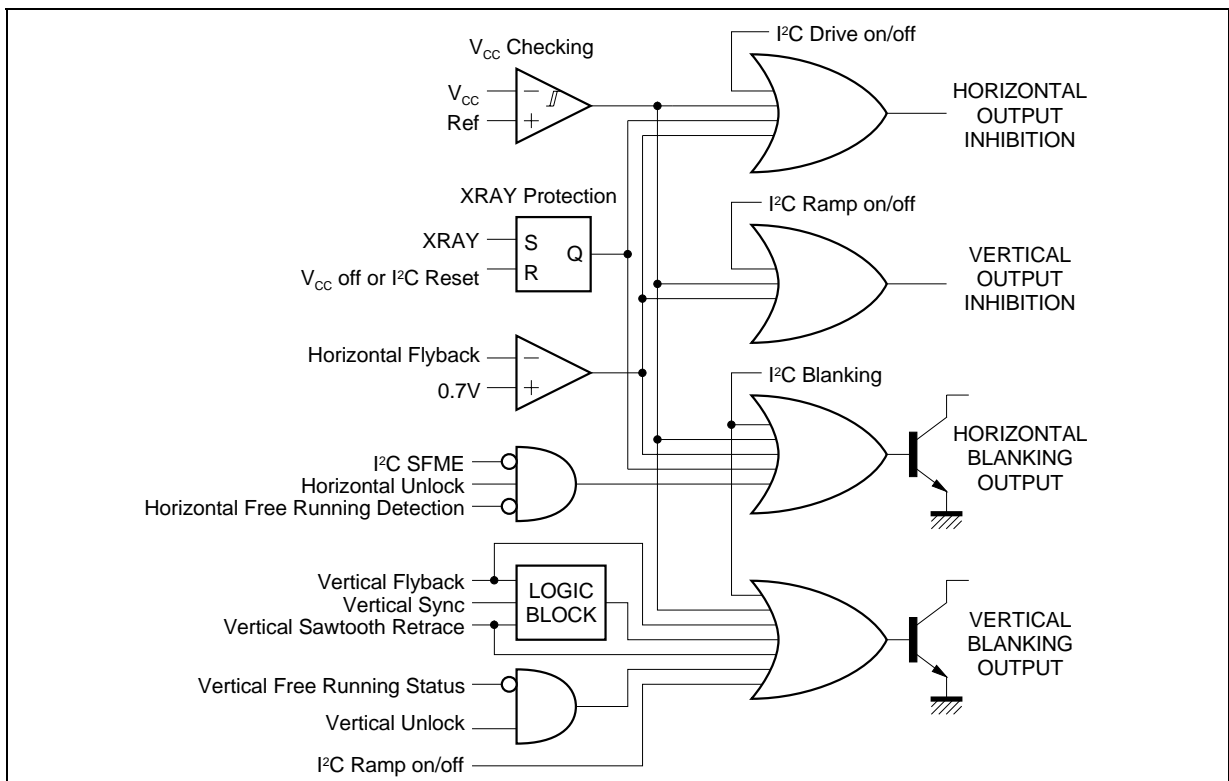 I²C Drive on/off
V_CC Checking
V_CC
−
Ref
+
HORIZONTAL
OUTPUT
INHIBITION
XRAY Protection
I²C Ramp on/off
XRAY
S
Q
V_CC off or I²C Reset
R
VERTICAL
OUTPUT
INHIBITION
Horizontal Flyback
−
0.7V
+
I²C Blanking
HORIZONTAL
BLANKING
OUTPUT
I²C SFME
Horizontal Unlock
Horizontal Free Running Detection
Vertical Flyback
Vertical Sync
Vertical Sawtooth Retrace
LOGIC
BLOCK
VERTICAL
BLANKING
OUTPUT
Vertical Free Running Status
Vertical Unlock
I²C Ramp on/off